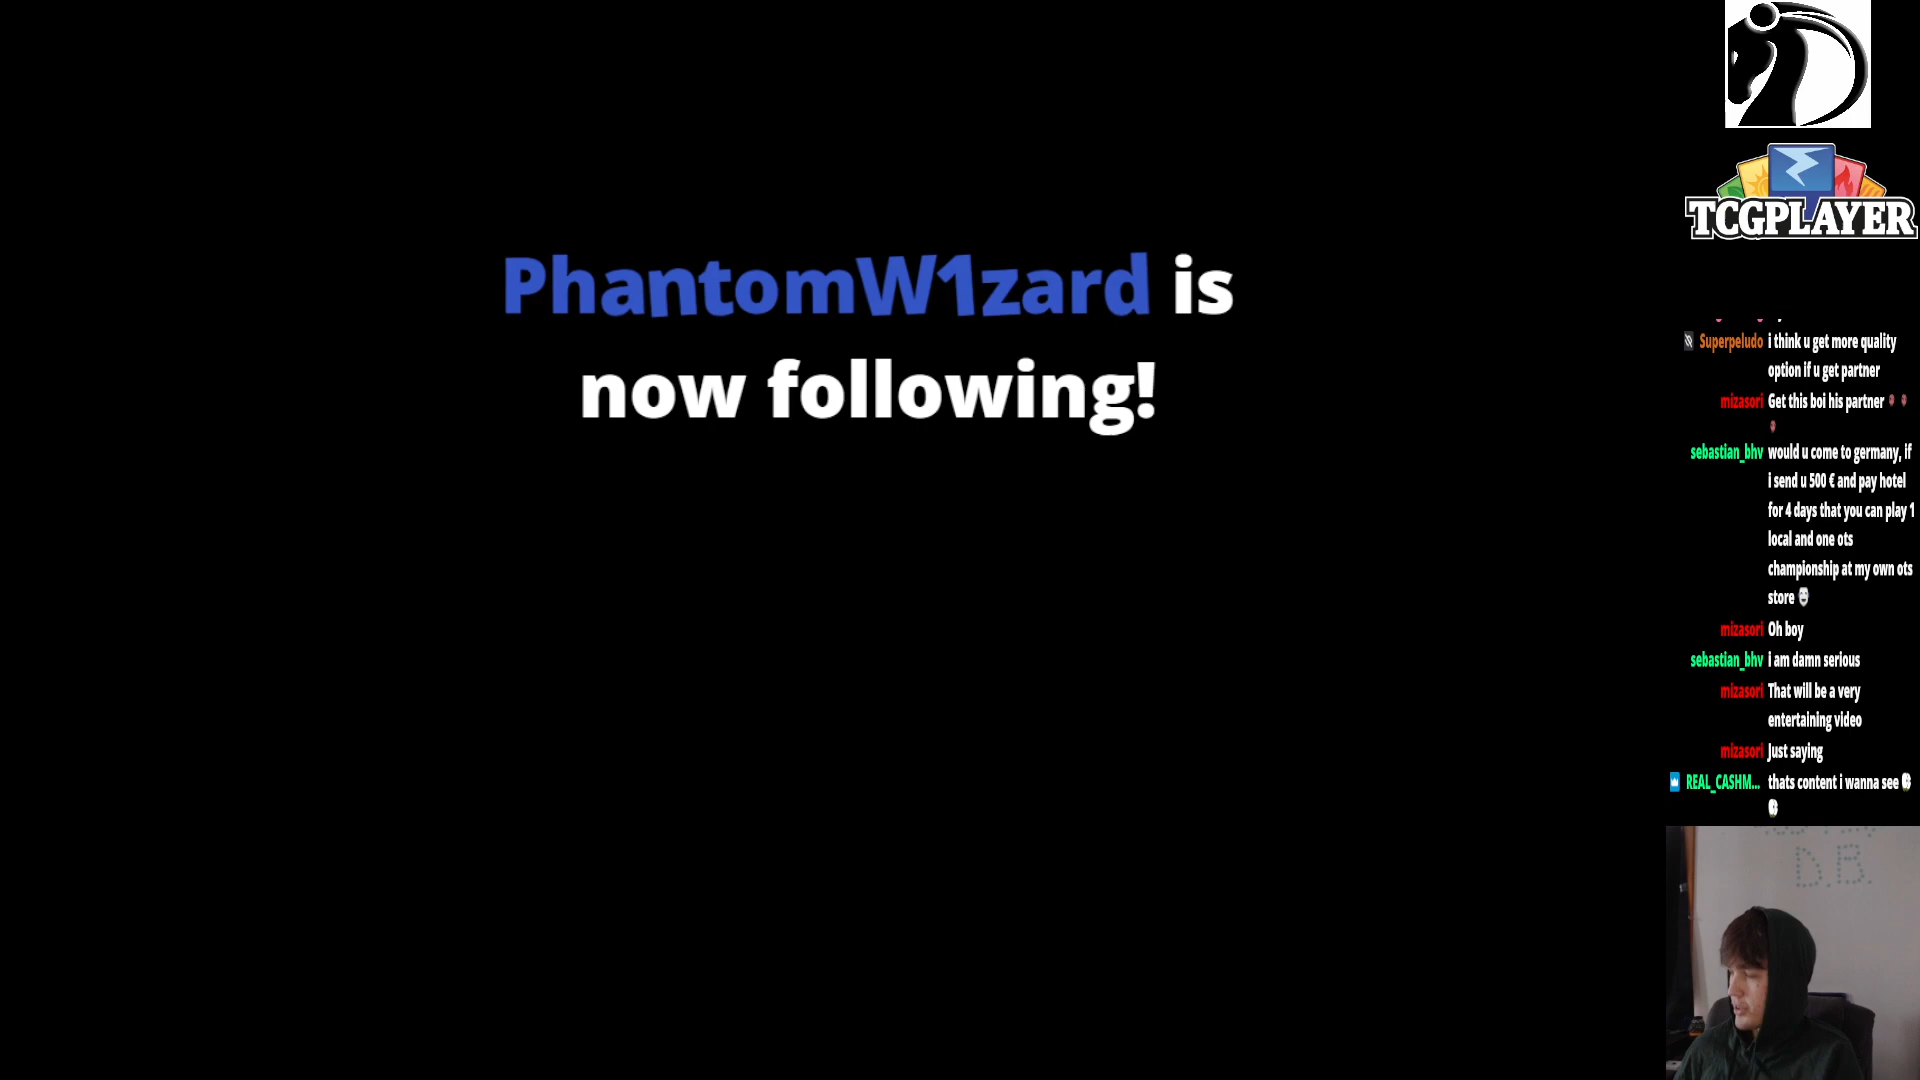 PhantomW1zard is
now following!
TCGPLAYER
Superpeludo i think u get more quality
option if u get partner
mizasori Get this boi his partner
sebastian_bhv would u come to germany, if
i send u 500 € and pay hotel
for 4 days that you can play 1
local and one ots
championship at my own ots
store
mizasori Oh boy
sebastian_bhv i am damn serious
mizasori That will be a very
entertaining video
mizasori Just saying
REAL_CASHM... thats content i wanna see
D.B.